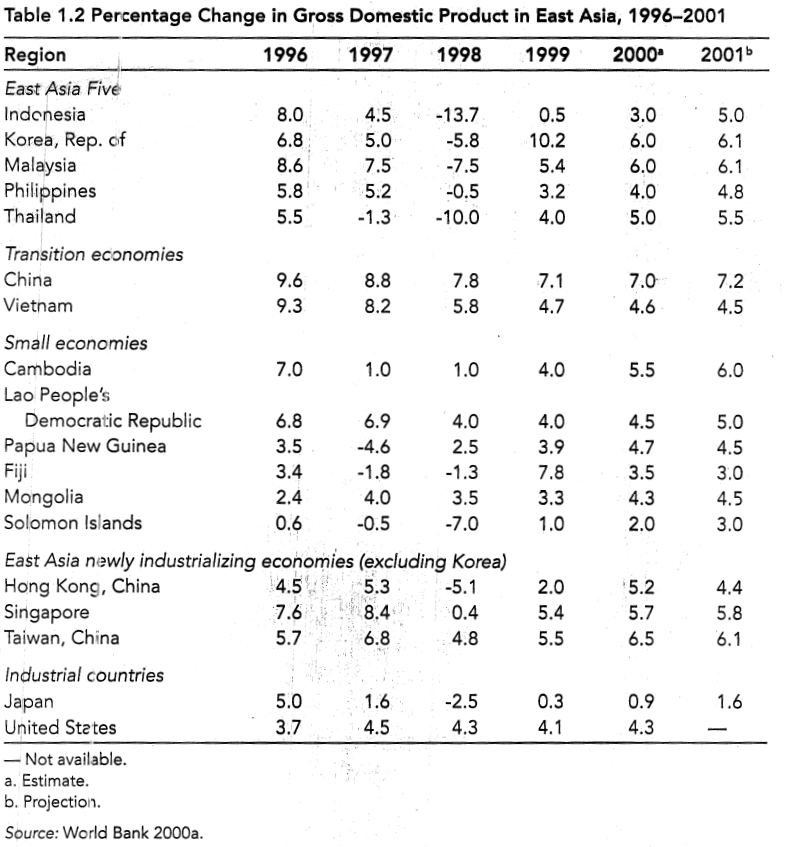 Table 1.2 Percentage Change in Gross Domestic Product in East Asia, 1996–2001
Region 1996 1997 1998 1999 2000a 2001b
East Asia Five
Indonesia 8.0 4.5 -13.7 0.5 3.0 5.0
Korea, Rep. of 6.8 5.0 -5.8 10.2 6.0 6.1
Malaysia 8.6 7.5 -7.5 5.4 6.0 6.1
Philippines 5.8 5.2 -0.5 3.2 4.0 4.8
Thailand 5.5 -1.3 -10.0 4.0 5.0 5.5
Transition economies
China 9.6 8.8 7.8 7.1 7.0 7.2
Vietnam 9.3 8.2 5.8 4.7 4.6 4.5
Small economies
Cambodia 7.0 1.0 1.0 4.0 5.5 6.0
Lao People's
Democratic Republic 6.8 6.9 4.0 4.0 4.5 5.0
Papua New Guinea 3.5 -4.6 2.5 3.9 4.7 4.5
Fiji 3.4 -1.8 -1.3 7.8 3.5 3.0
Mongolia 2.4 4.0 3.5 3.3 4.3 4.5
Solomon Islands 0.6 -0.5 -7.0 1.0 2.0 3.0
East Asia newly industrializing economies (excluding Korea)
Hong Kong, China 4.5 5.3 -5.1 2.0 5.2 4.4
Singapore 7.6 8.4 0.4 5.4 5.7 5.8
Taiwan, China 5.7 6.8 4.8 5.5 6.5 6.1
Industrial countries
Japan 5.0 1.6 -2.5 0.3 0.9 1.6
United States 3.7 4.5 4.3 4.1 4.3 —
— Not available.
a. Estimate.
b. Projection.
Source: World Bank 2000a.